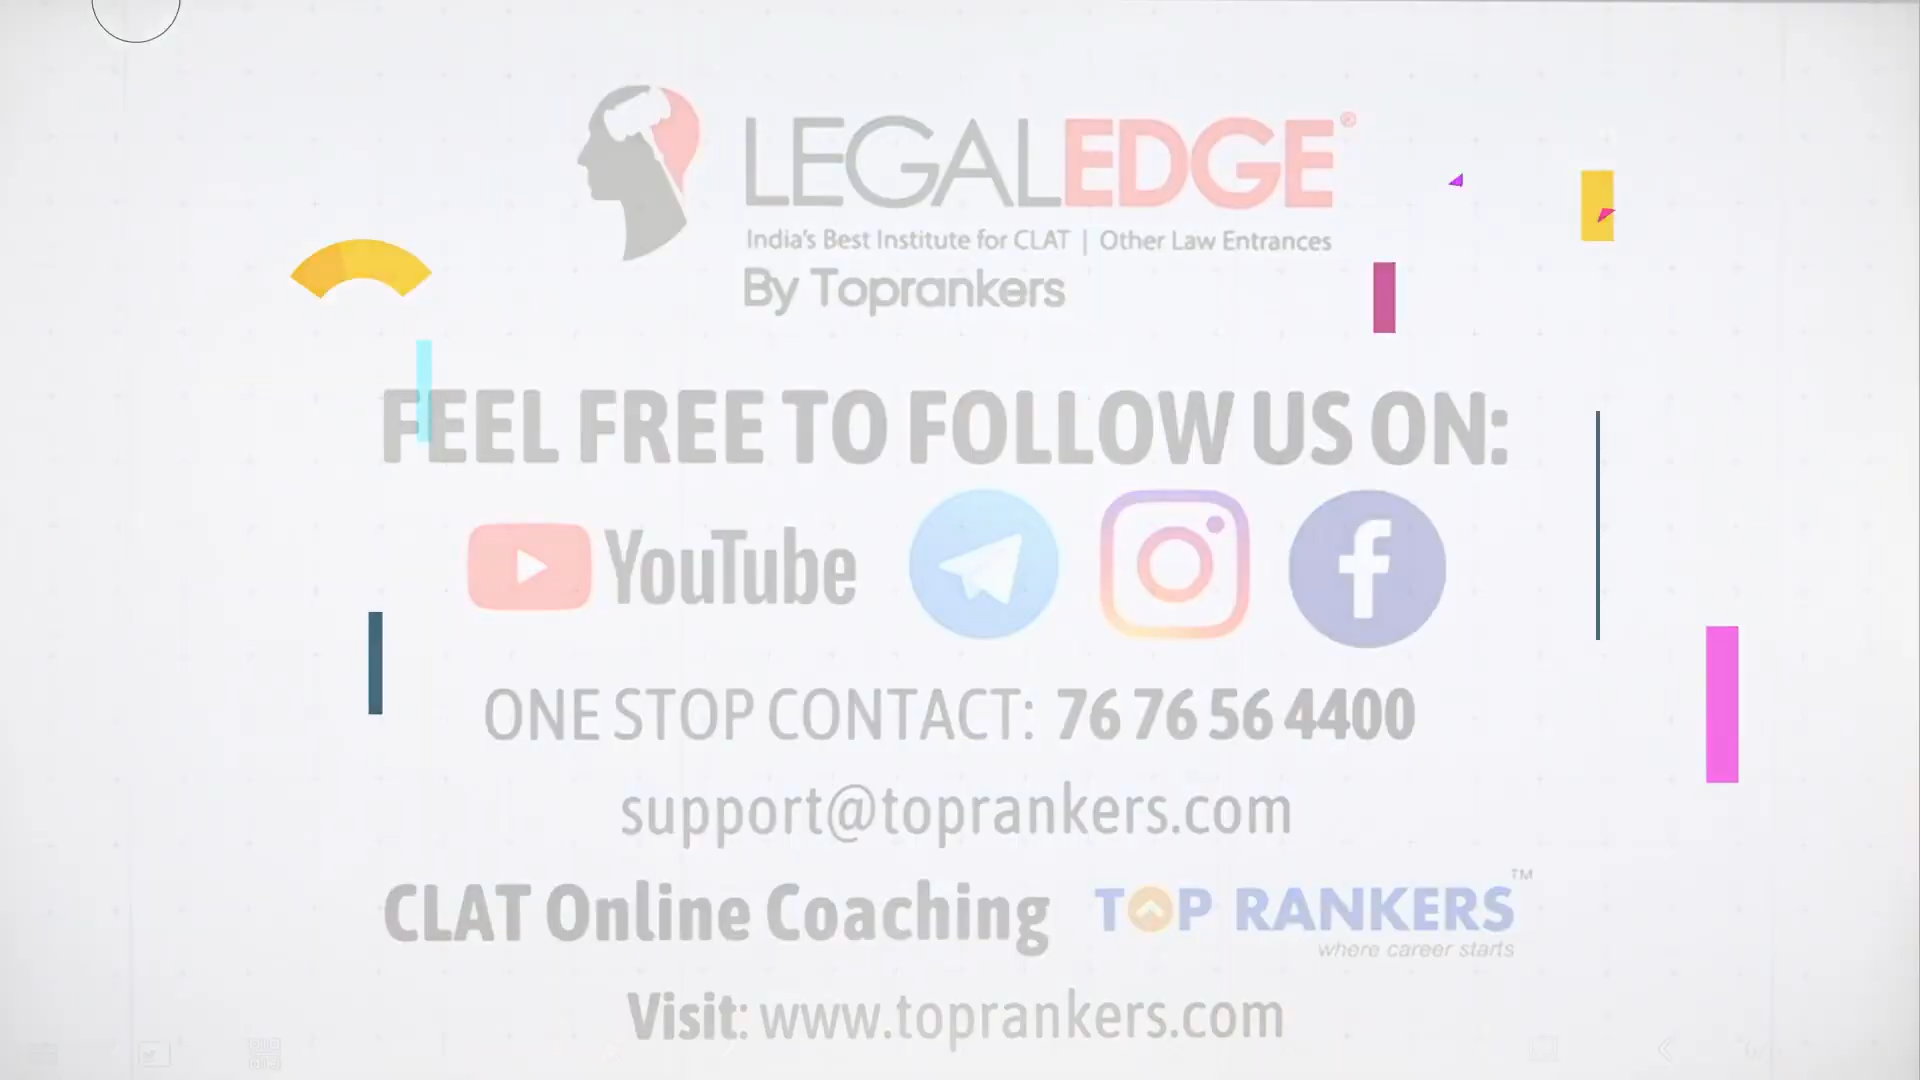 LEGALEDGE®
India's Best Institute for CLAT | Other Law Entrances
By Toprankers
FEEL FREE TO FOLLOW US ON:
YouTube
ONE STOP CONTACT: 76 76 56 4400
support@toprankers.com
CLAT Online Coaching TOP RANKERS™
where career starts
Visit: www.toprankers.com